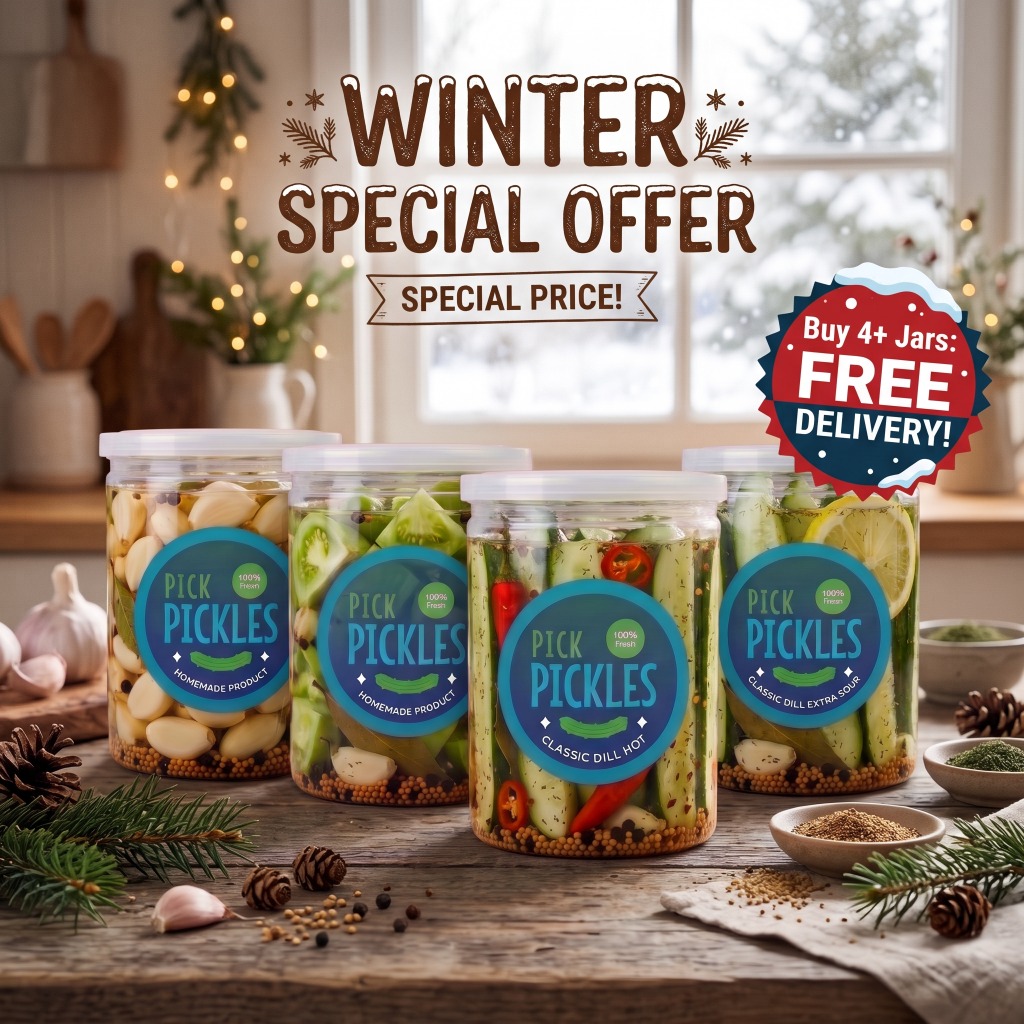 WINTER
SPECIAL OFFER
SPECIAL PRICE!
Buy 4+ Jars:
FREE
DELIVERY!
PICK
100%
Fresh
PICKLES
HOMEMADE PRODUCT
PICK
100%
Fresh
PICKLES
HOMEMADE PRODUCT
PICK
100%
Fresh
PICKLES
CLASSIC DILL HOT
PICK
100%
Fresh
PICKLES
CLASSIC DILL EXTRA SOUR